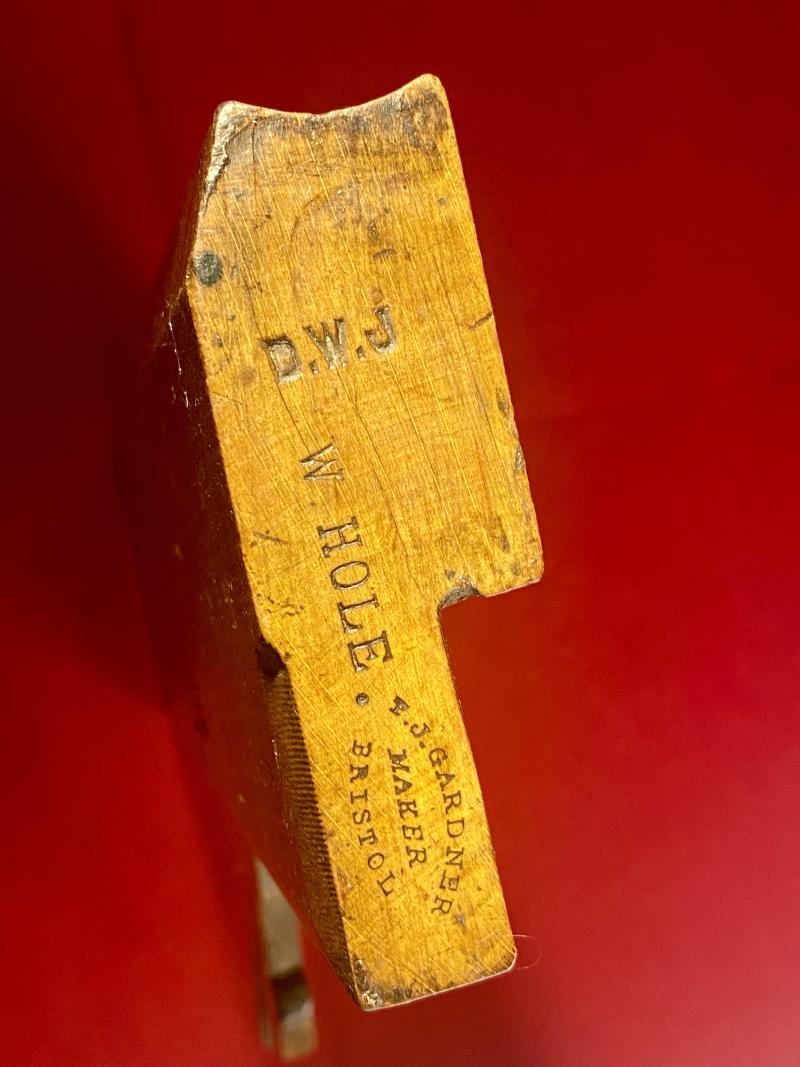 D.W.J
W. HOLE.
E.J.GARDNER
MAKER
BRISTOL